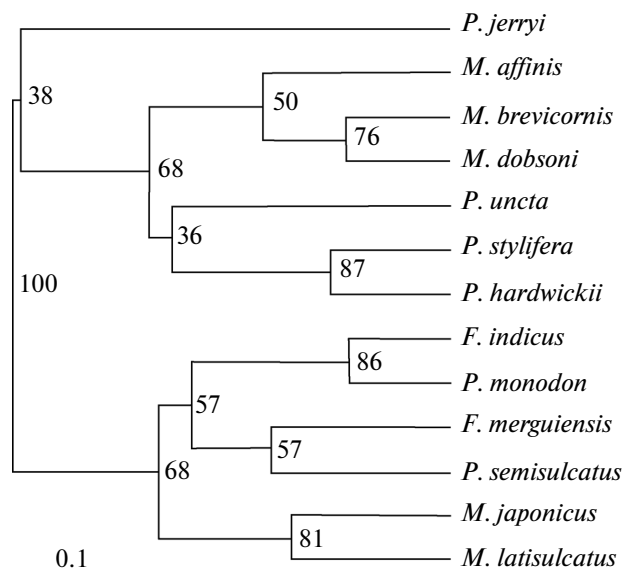 P. jerryi
38
M. affinis
50
M. brevicornis
76
M. dobsoni
68
P. uncta
36
P. stylifera
87
P. hardwickii
100
F. indicus
86
P. monodon
57
F. merguiensis
57
P. semisulcatus
68
M. japonicus
81
M. latisulcatus
0.1